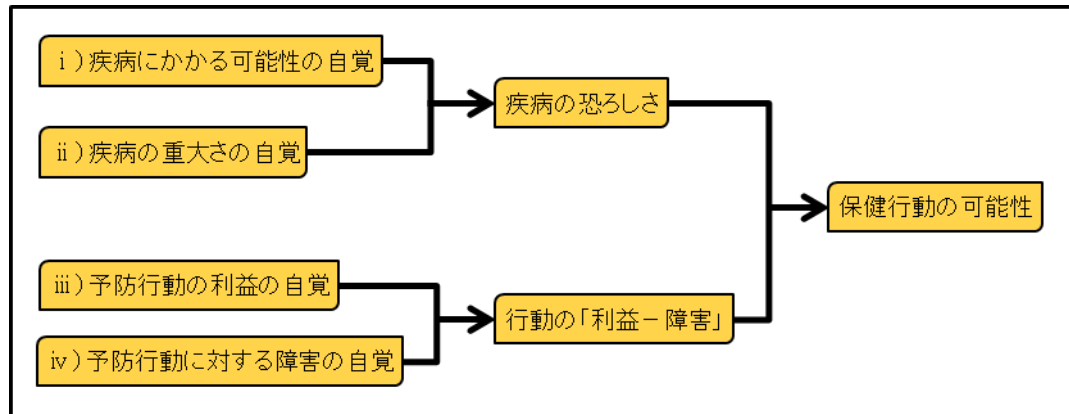 ⅰ）疾病にかかる可能性の自覚
疾病の恐ろしさ
ⅱ）疾病の重大さの自覚
保健行動の可能性
ⅲ）予防行動の利益の自覚
行動の「利益－障害」
ⅳ）予防行動に対する障害の自覚